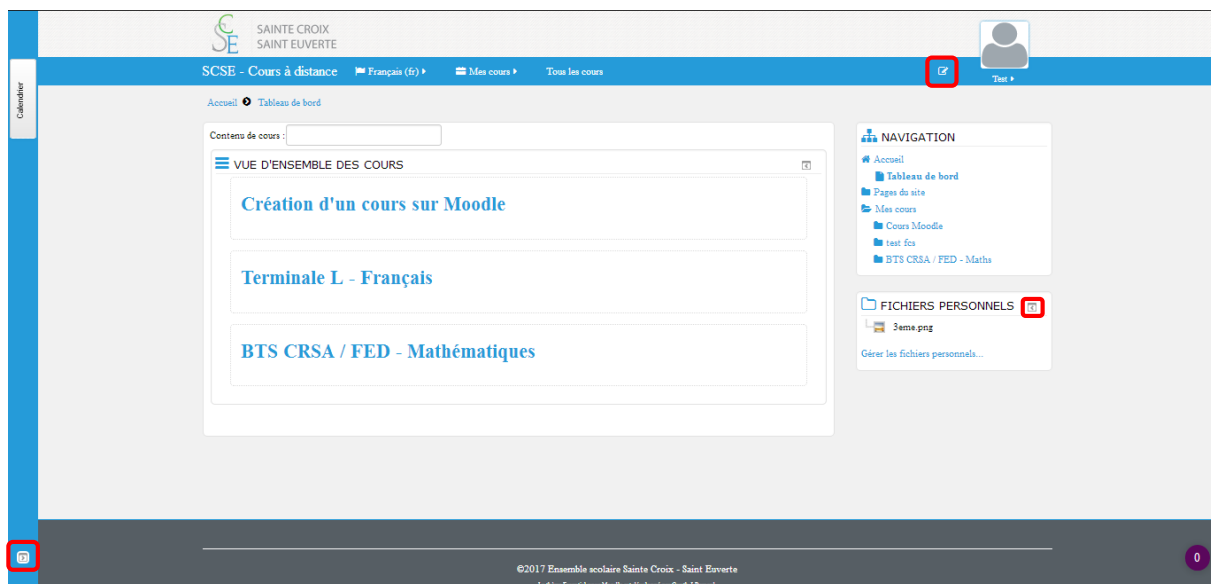 SAINTE CROIX
SAINT EUVERTE
SCSE - Cours à distance
Français (fr)
Mes cours
Tous les cours
Test
Calendrier
Accueil
Tableau de bord
Contenu de cours :
VUE D'ENSEMBLE DES COURS
Création d'un cours sur Moodle
Terminale L - Français
BTS CRSA / FED - Mathématiques
NAVIGATION
Accueil
Tableau de bord
Pages du site
Mes cours
Cours Moodle
test fcs
BTS CRSA / FED - Maths
FICHIERS PERSONNELS
3eme.png
Gérer les fichiers personnels...
©2017 Ensemble scolaire Sainte Croix - Saint Euverte
0